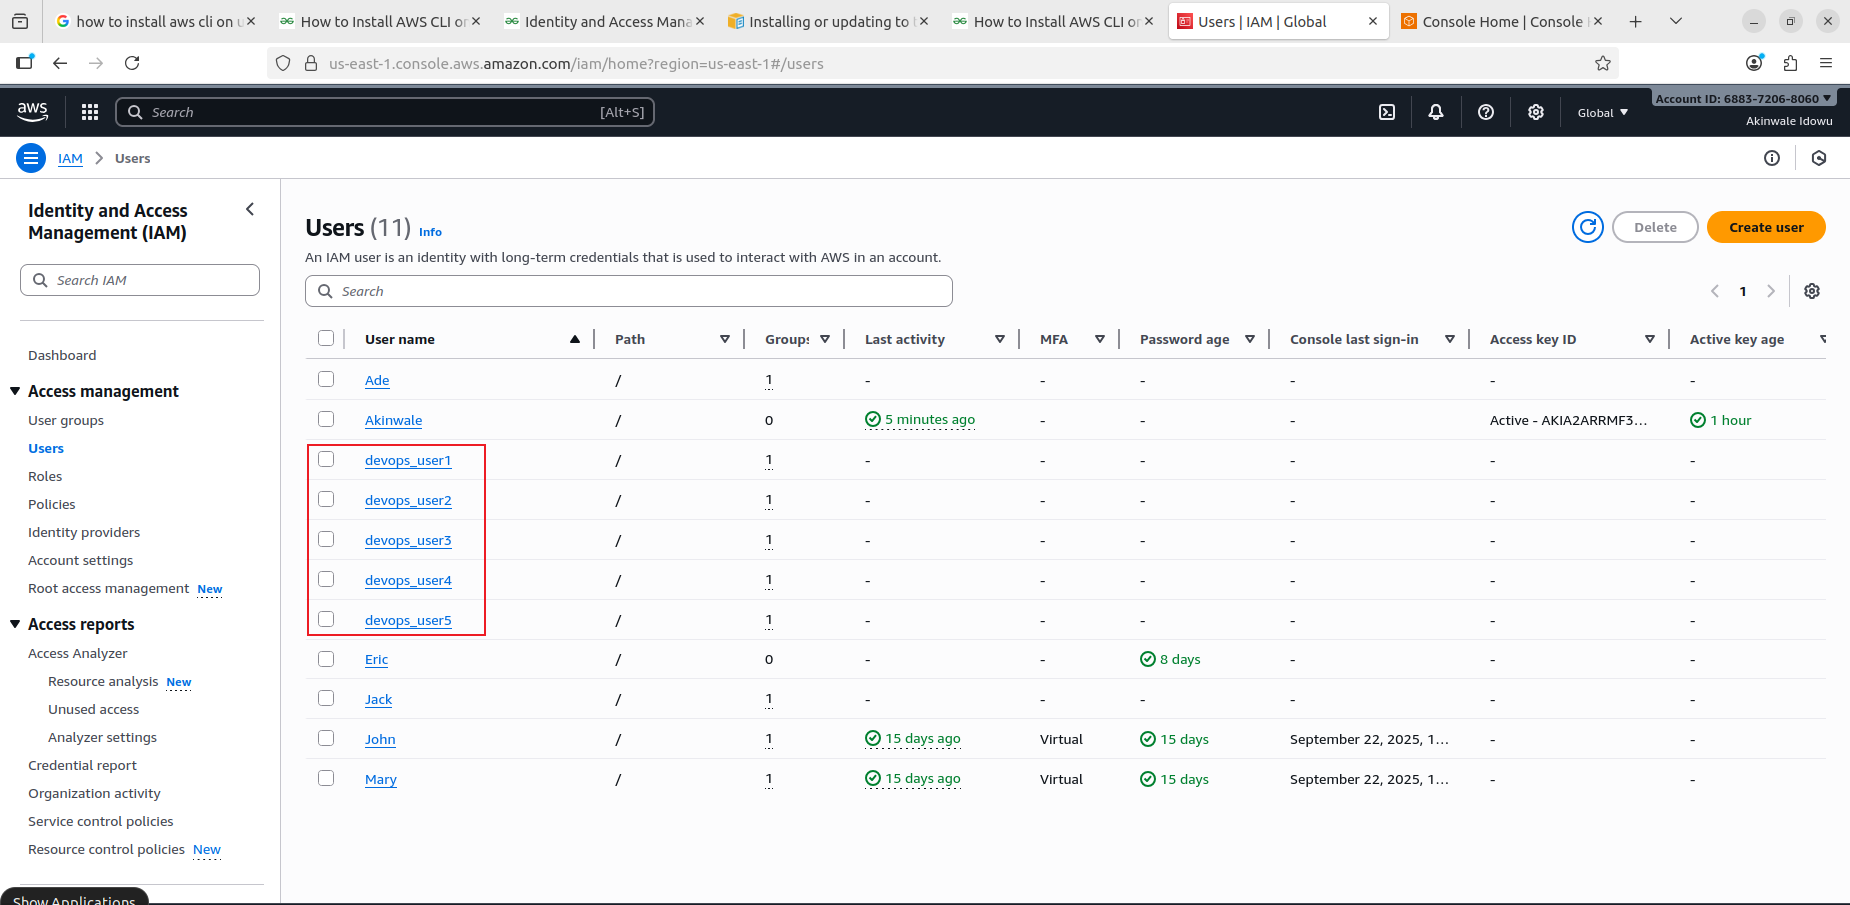 how to install aws cli on u
How to Install AWS CLI on
Identity and Access Mana
Installing or updating to t
How to Install AWS CLI on
Users | IAM | Global
Console Home | Console
us-east-1.console.aws.amazon.com/iam/home?region=us-east-1#/users
aws
Search
[Alt+S]
Global
Account ID: 6883-7206-8060
Akinwale Idowu
IAM > Users
Identity and Access
Management (IAM)
Search IAM
Dashboard
Access management
User groups
Users
Roles
Policies
Identity providers
Account settings
Root access management New
Access reports
Access Analyzer
Resource analysis New
Unused access
Analyzer settings
Credential report
Organization activity
Service control policies
Resource control policies New
Show Applications
Users (11) Info
Delete
Create user
An IAM user is an identity with long-term credentials that is used to interact with AWS in an account.
Search
1
User name Path Groups Last activity MFA Password age Console last sign-in Access key ID Active key age
Ade / 1 - - - - - -
Akinwale / 0 5 minutes ago - - - Active - AKIA2ARRMF3... 1 hour
devops_user1 / 1 - - - - - -
devops_user2 / 1 - - - - - -
devops_user3 / 1 - - - - - -
devops_user4 / 1 - - - - - -
devops_user5 / 1 - - - - - -
Eric / 0 - - 8 days - - -
Jack / 1 - - - - - -
John / 1 15 days ago Virtual 15 days September 22, 2025, 1... - -
Mary / 1 15 days ago Virtual 15 days September 22, 2025, 1... - -